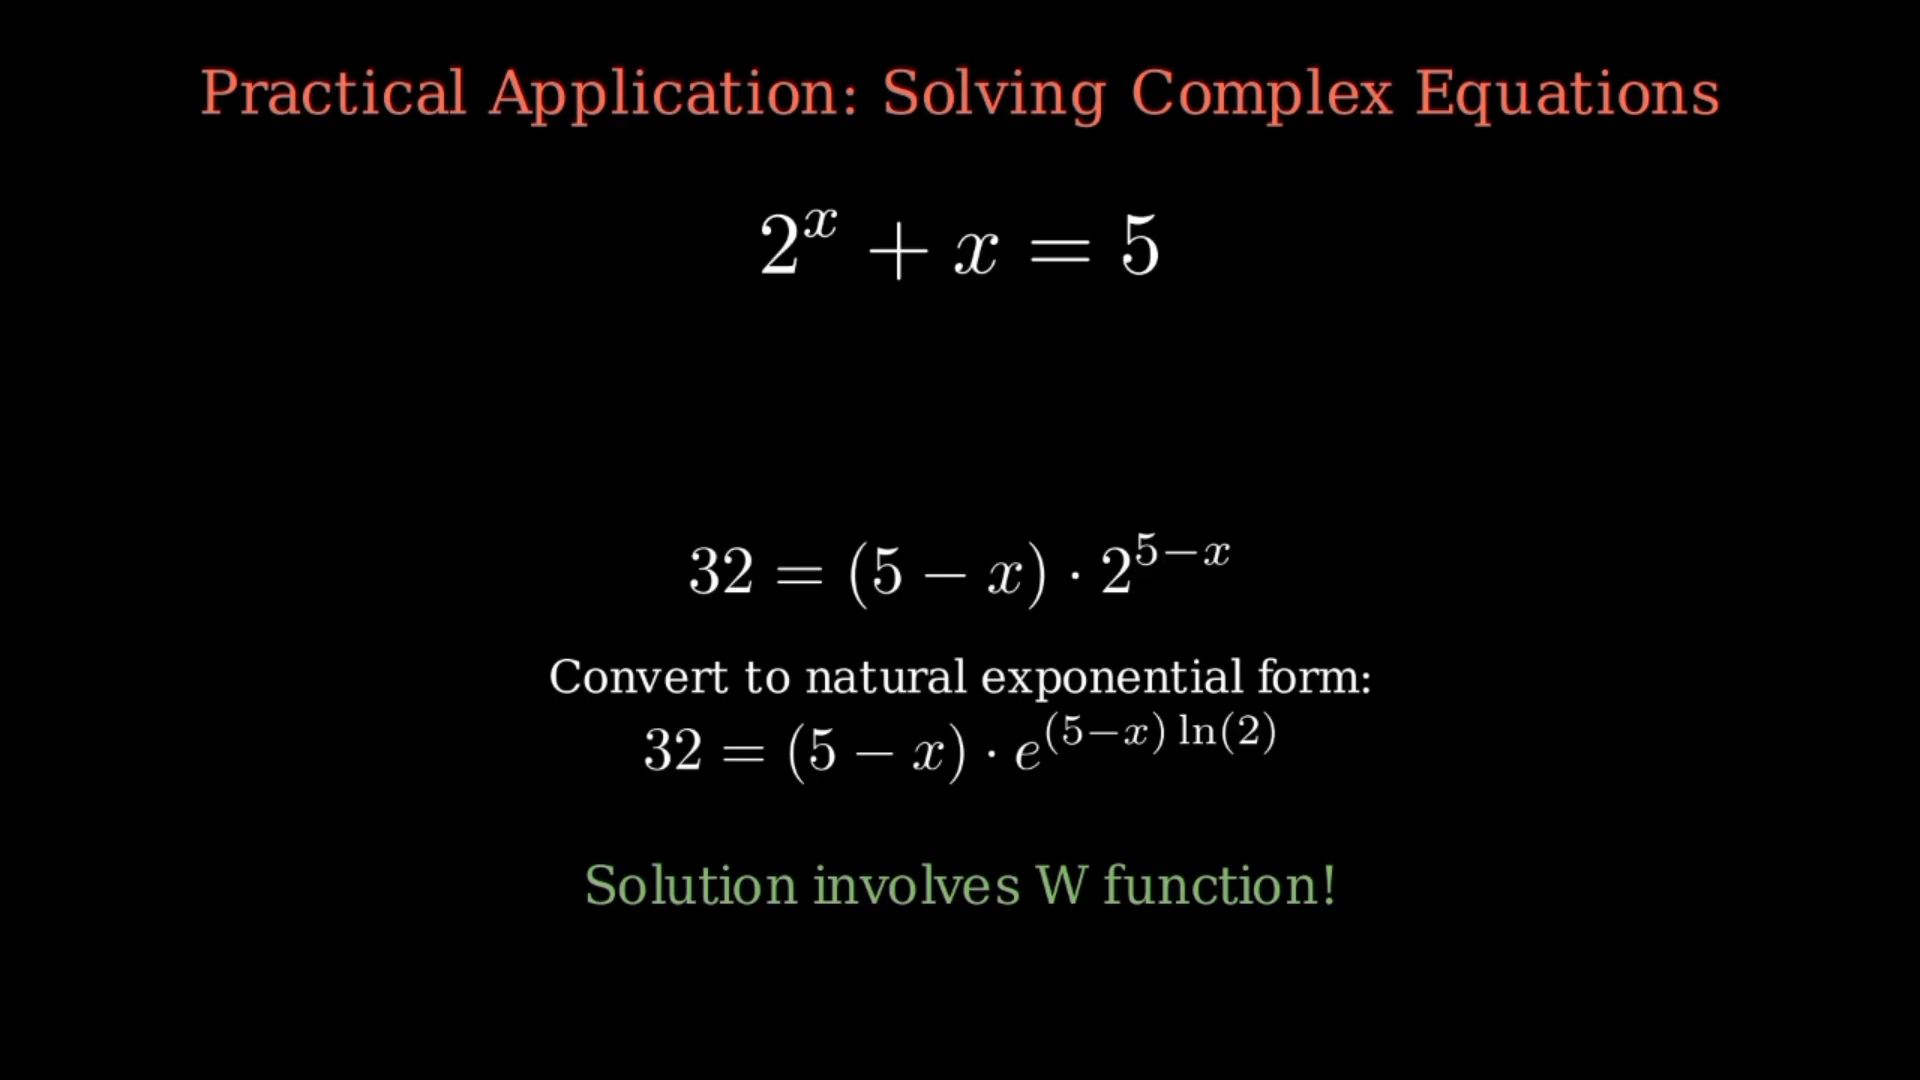 Practical Application: Solving Complex Equations
2^x + x = 5
32 = (5 − x) · 2^{5−x}
Convert to natural exponential form:
32 = (5 − x) · e^{(5−x) ln(2)}
Solution involves W function!